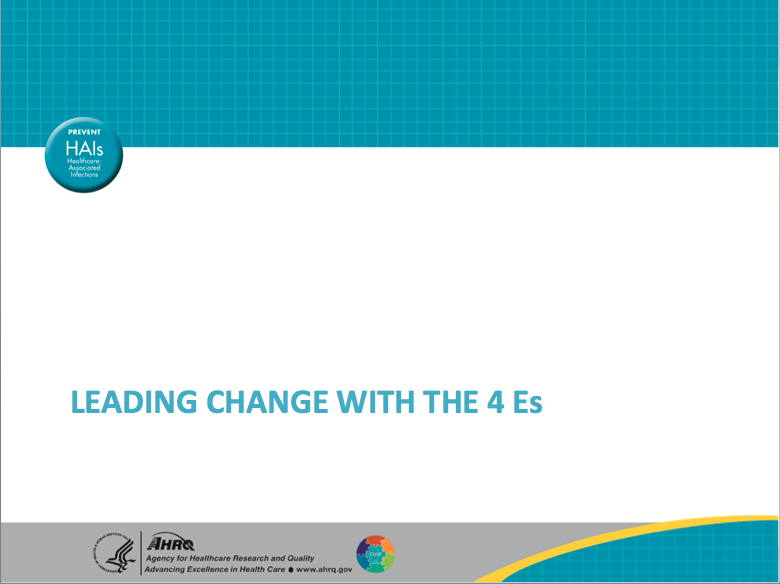 PREVENT
HAIs
Healthcare-
Associated
Infections
LEADING CHANGE WITH THE 4 Es
AHRQ
Agency for Healthcare Research and Quality
Advancing Excellence in Health Care ● www.ahrq.gov
CUSP